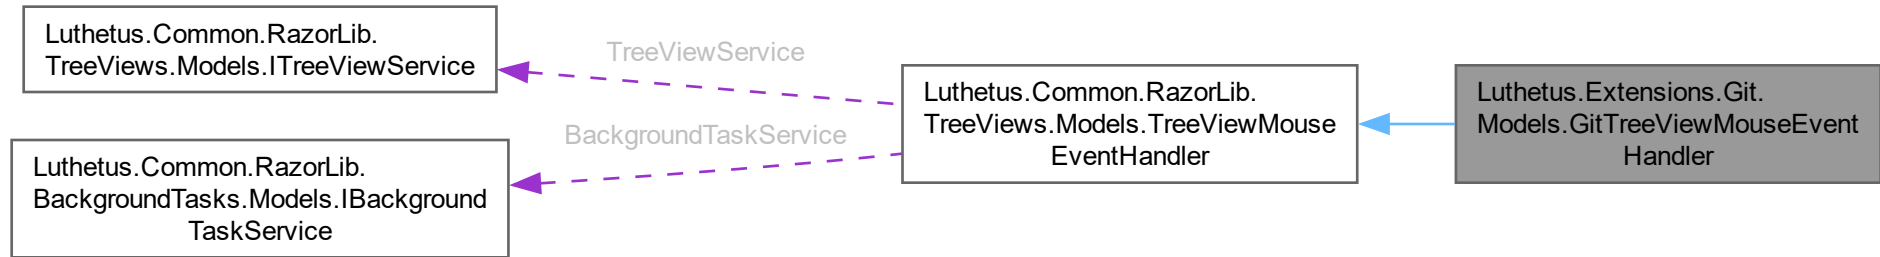 Luthetus.Common.RazorLib.
TreeViews.Models.ITreeViewService
TreeViewService
BackgroundTaskService
Luthetus.Common.RazorLib.
BackgroundTasks.Models.IBackground
TaskService
Luthetus.Common.RazorLib.
TreeViews.Models.TreeViewMouse
EventHandler
Luthetus.Extensions.Git.
Models.GitTreeViewMouseEvent
Handler